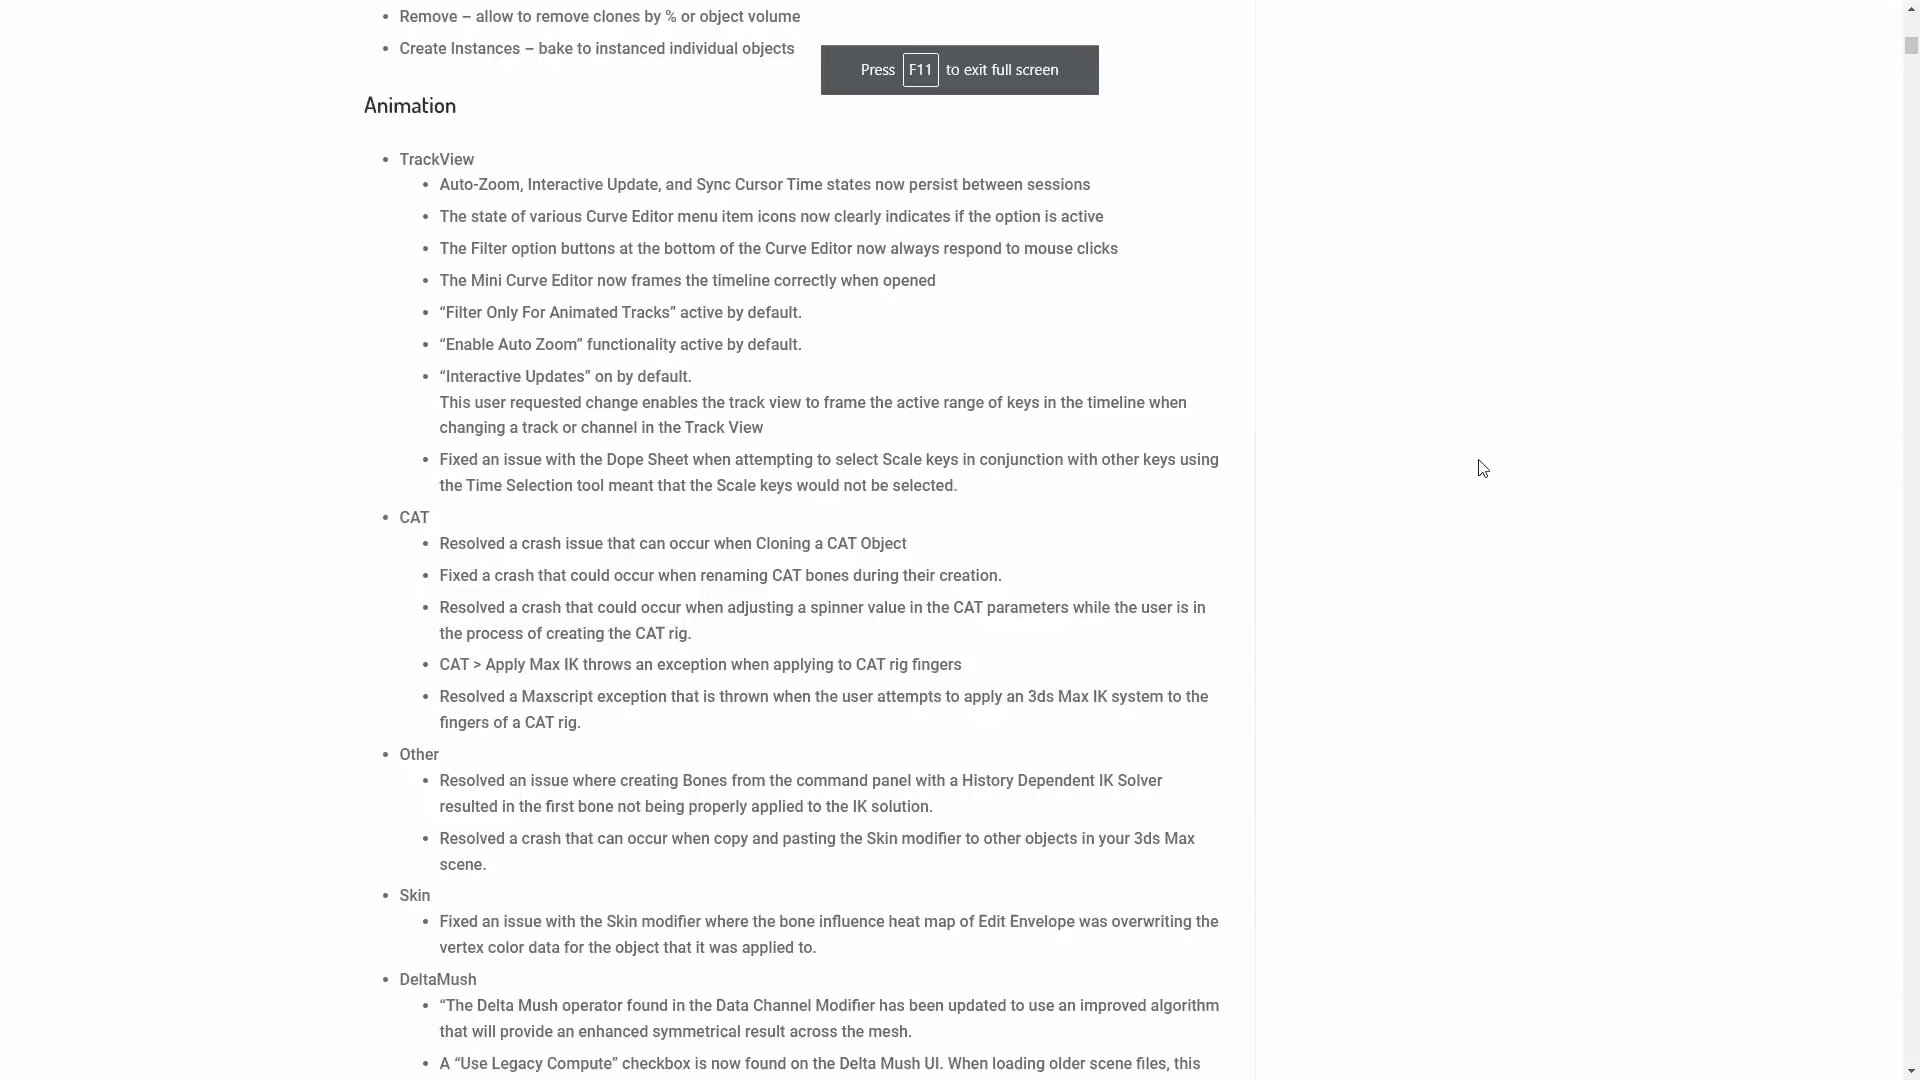 • Remove – allow to remove clones by % or object volume
• Create Instances – bake to instanced individual objects
Press F11 to exit full screen
Animation
• TrackView
• Auto-Zoom, Interactive Update, and Sync Cursor Time states now persist between sessions
• The state of various Curve Editor menu item icons now clearly indicates if the option is active
• The Filter option buttons at the bottom of the Curve Editor now always respond to mouse clicks
• The Mini Curve Editor now frames the timeline correctly when opened
• “Filter Only For Animated Tracks” active by default.
• “Enable Auto Zoom” functionality active by default.
• “Interactive Updates” on by default.
This user requested change enables the track view to frame the active range of keys in the timeline when
changing a track or channel in the Track View
• Fixed an issue with the Dope Sheet when attempting to select Scale keys in conjunction with other keys using
the Time Selection tool meant that the Scale keys would not be selected.
• CAT
• Resolved a crash issue that can occur when Cloning a CAT Object
• Fixed a crash that could occur when renaming CAT bones during their creation.
• Resolved a crash that could occur when adjusting a spinner value in the CAT parameters while the user is in
the process of creating the CAT rig.
• CAT > Apply Max IK throws an exception when applying to CAT rig fingers
• Resolved a Maxscript exception that is thrown when the user attempts to apply an 3ds Max IK system to the
fingers of a CAT rig.
• Other
• Resolved an issue where creating Bones from the command panel with a History Dependent IK Solver
resulted in the first bone not being properly applied to the IK solution.
• Resolved a crash that can occur when copy and pasting the Skin modifier to other objects in your 3ds Max
scene.
• Skin
• Fixed an issue with the Skin modifier where the bone influence heat map of Edit Envelope was overwriting the
vertex color data for the object that it was applied to.
• DeltaMush
• “The Delta Mush operator found in the Data Channel Modifier has been updated to use an improved algorithm
that will provide an enhanced symmetrical result across the mesh.
• A “Use Legacy Compute” checkbox is now found on the Delta Mush UI. When loading older scene files, this